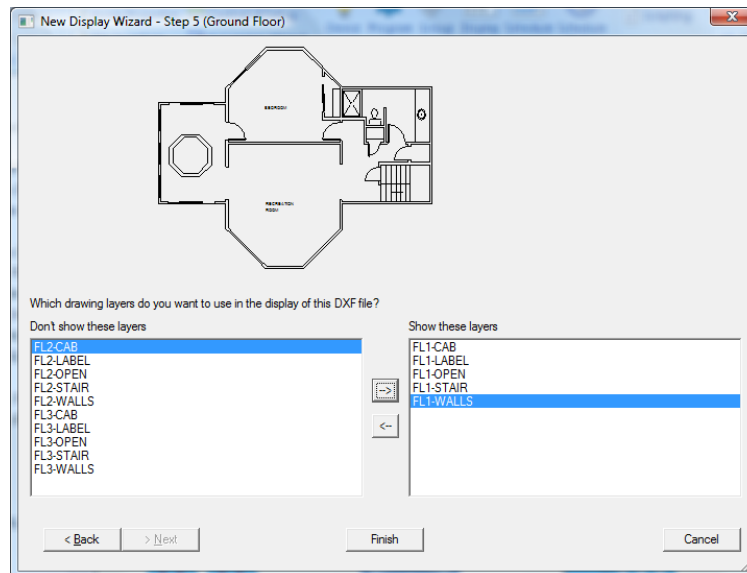 New Display Wizard - Step 5 (Ground Floor)
BEDROOM
RECREATION
ROOM
Which drawing layers do you want to use in the display of this DXF file?
Don't show these layers
FL2-CAB
FL2-LABEL
FL2-OPEN
FL2-STAIR
FL2-WALLS
FL3-CAB
FL3-LABEL
FL3-OPEN
FL3-STAIR
FL3-WALLS
-->
<--
Show these layers
FL1-CAB
FL1-LABEL
FL1-OPEN
FL1-STAIR
FL1-WALLS
< Back
> Next
Finish
Cancel